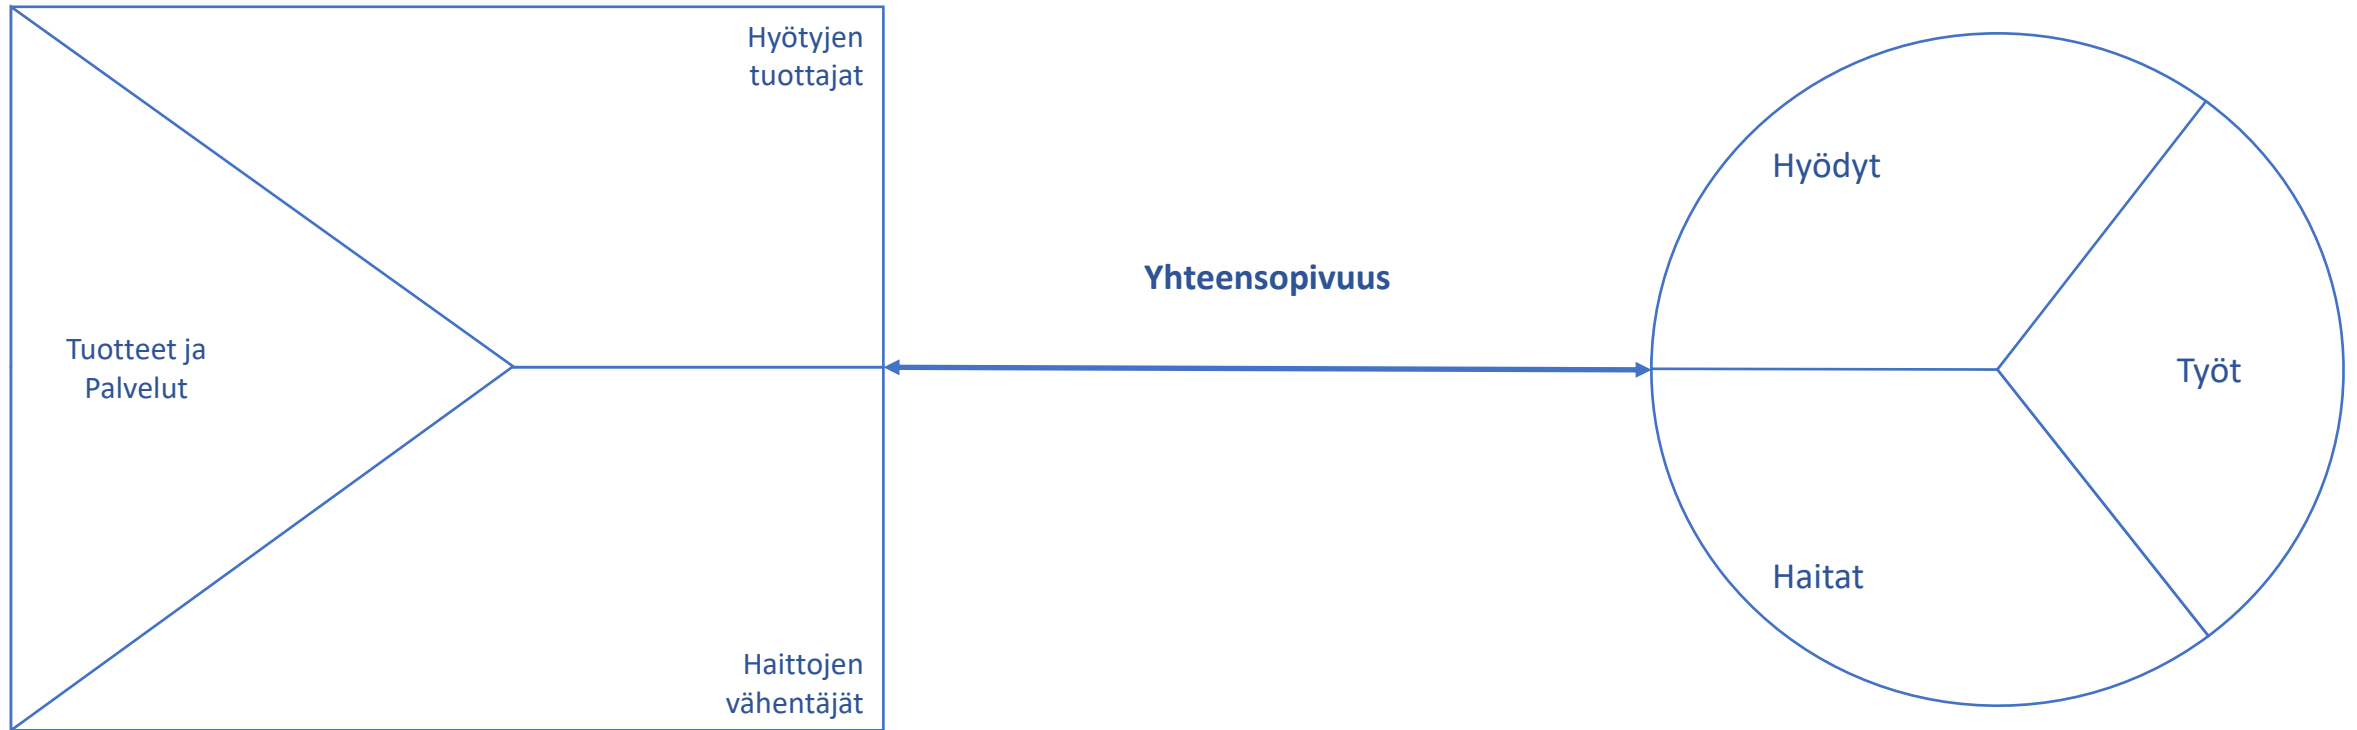 Hyötyjen
tuottajat
Tuotteet ja
Palvelut
Haittojen
vähentäjät
Yhteensopivuus
Hyödyt
Työt
Haitat